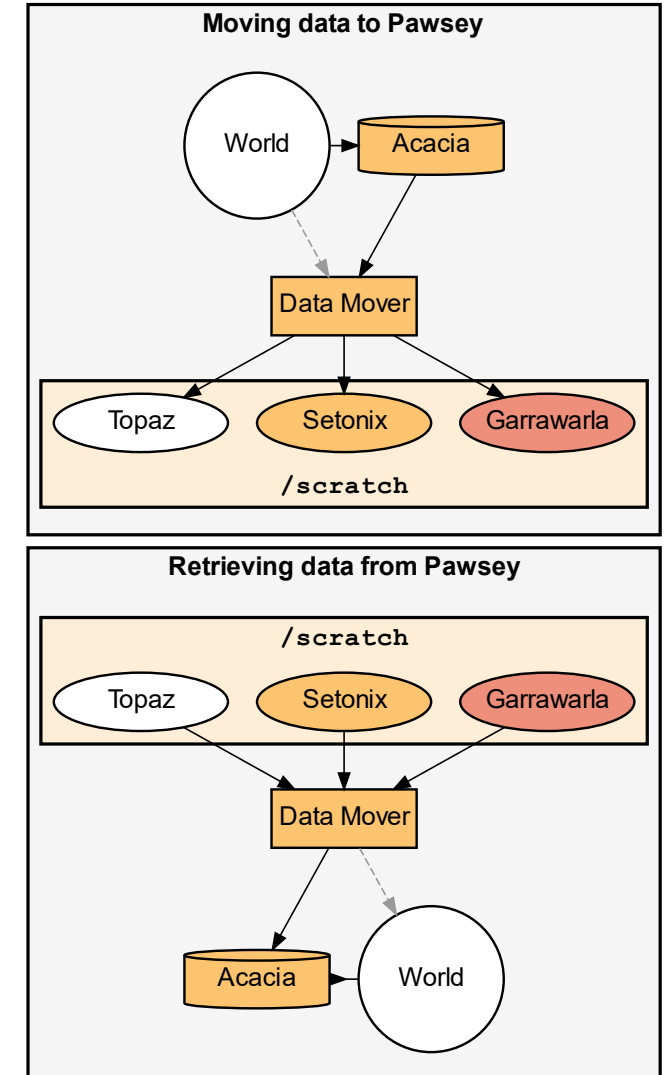 Moving data to Pawsey
World
Acacia
Data Mover
Topaz
Setonix
Garrawarla
/scratch
Retrieving data from Pawsey
/scratch
Topaz
Setonix
Garrawarla
Data Mover
Acacia
World